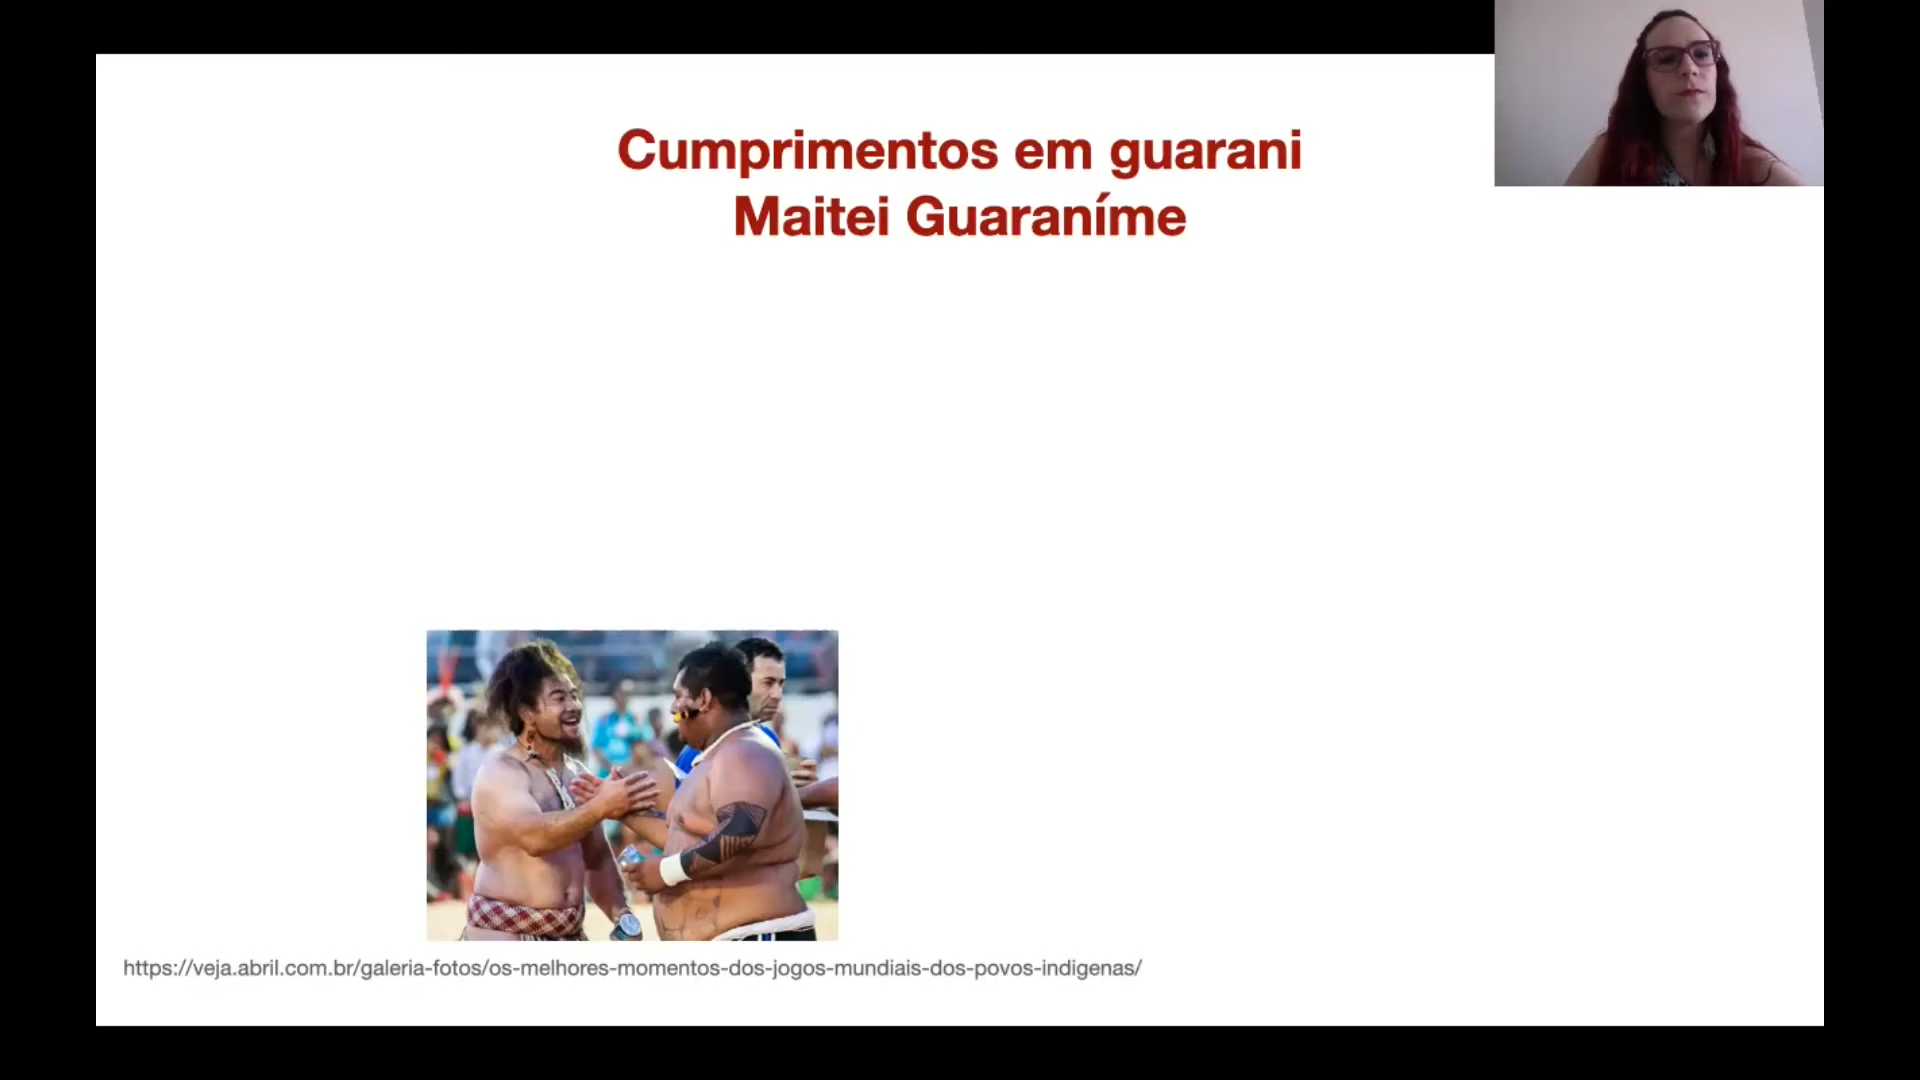 Cumprimentos em guarani
Maitei Guaraníme
https://veja.abril.com.br/galeria-fotos/os-melhores-momentos-dos-jogos-mundiais-dos-povos-indigenas/